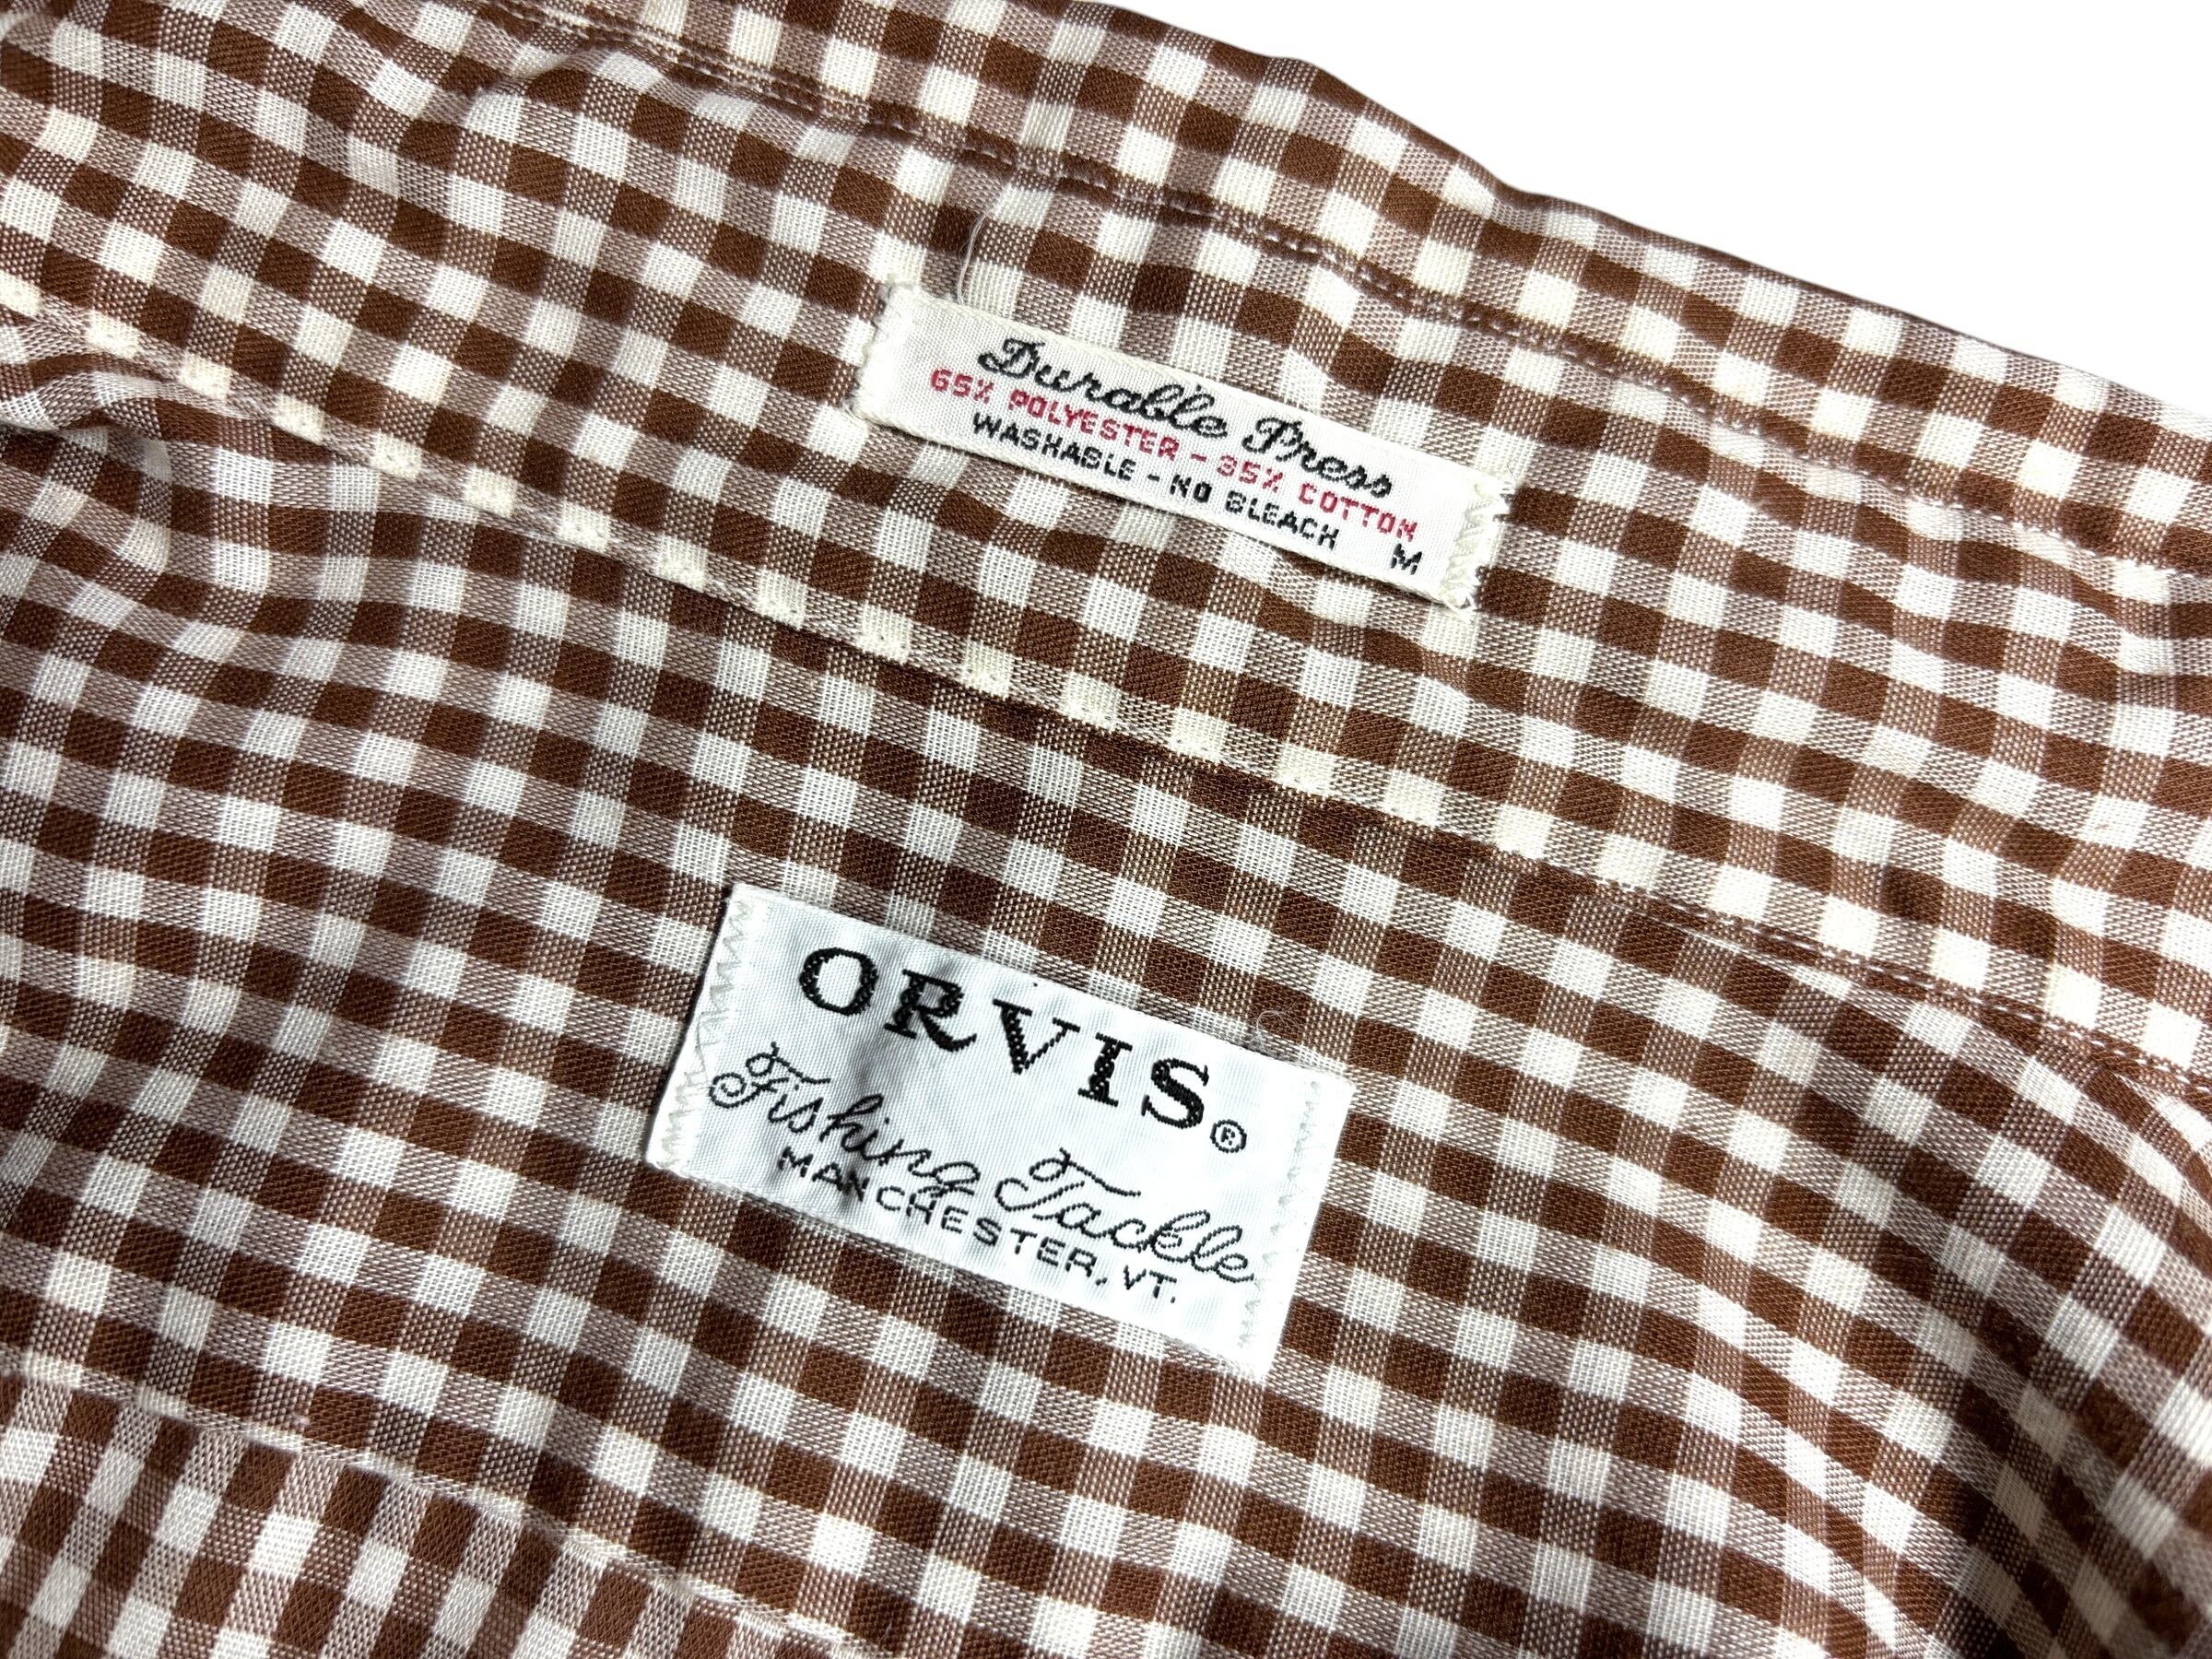 Durable Press
65% POLYESTER - 35% COTTON
WASHABLE - NO BLEACH M
ORVIS®
Fishing Tackle
MANCHESTER, VT.